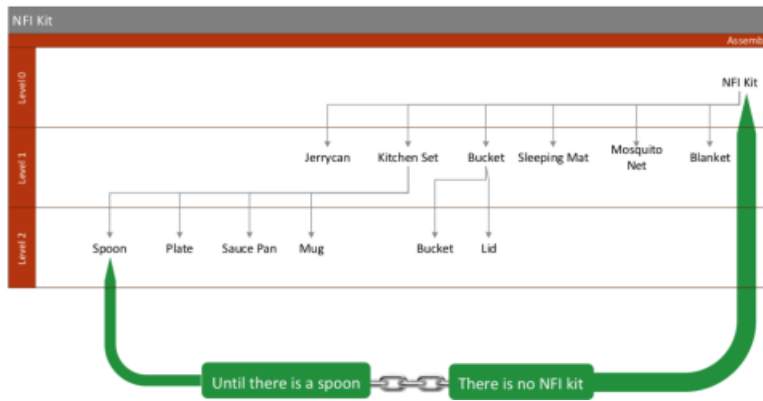 NFI Kit
Level 0
NFI Kit
Level 1
Jerrycan Kitchen Set Bucket Sleeping Mat Mosquito Net Blanket
Level 2
Spoon Plate Sauce Pan Mug Bucket Lid
Until there is a spoon There is no NFI kit